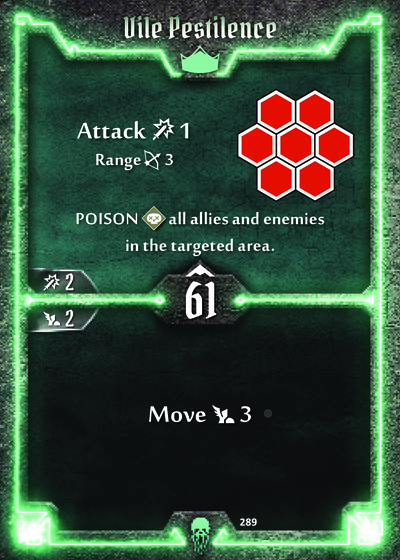 Vile Pestilence
Attack 1
Range 3
POISON all allies and enemies
in the targeted area.
2
61
2
Move 3
289